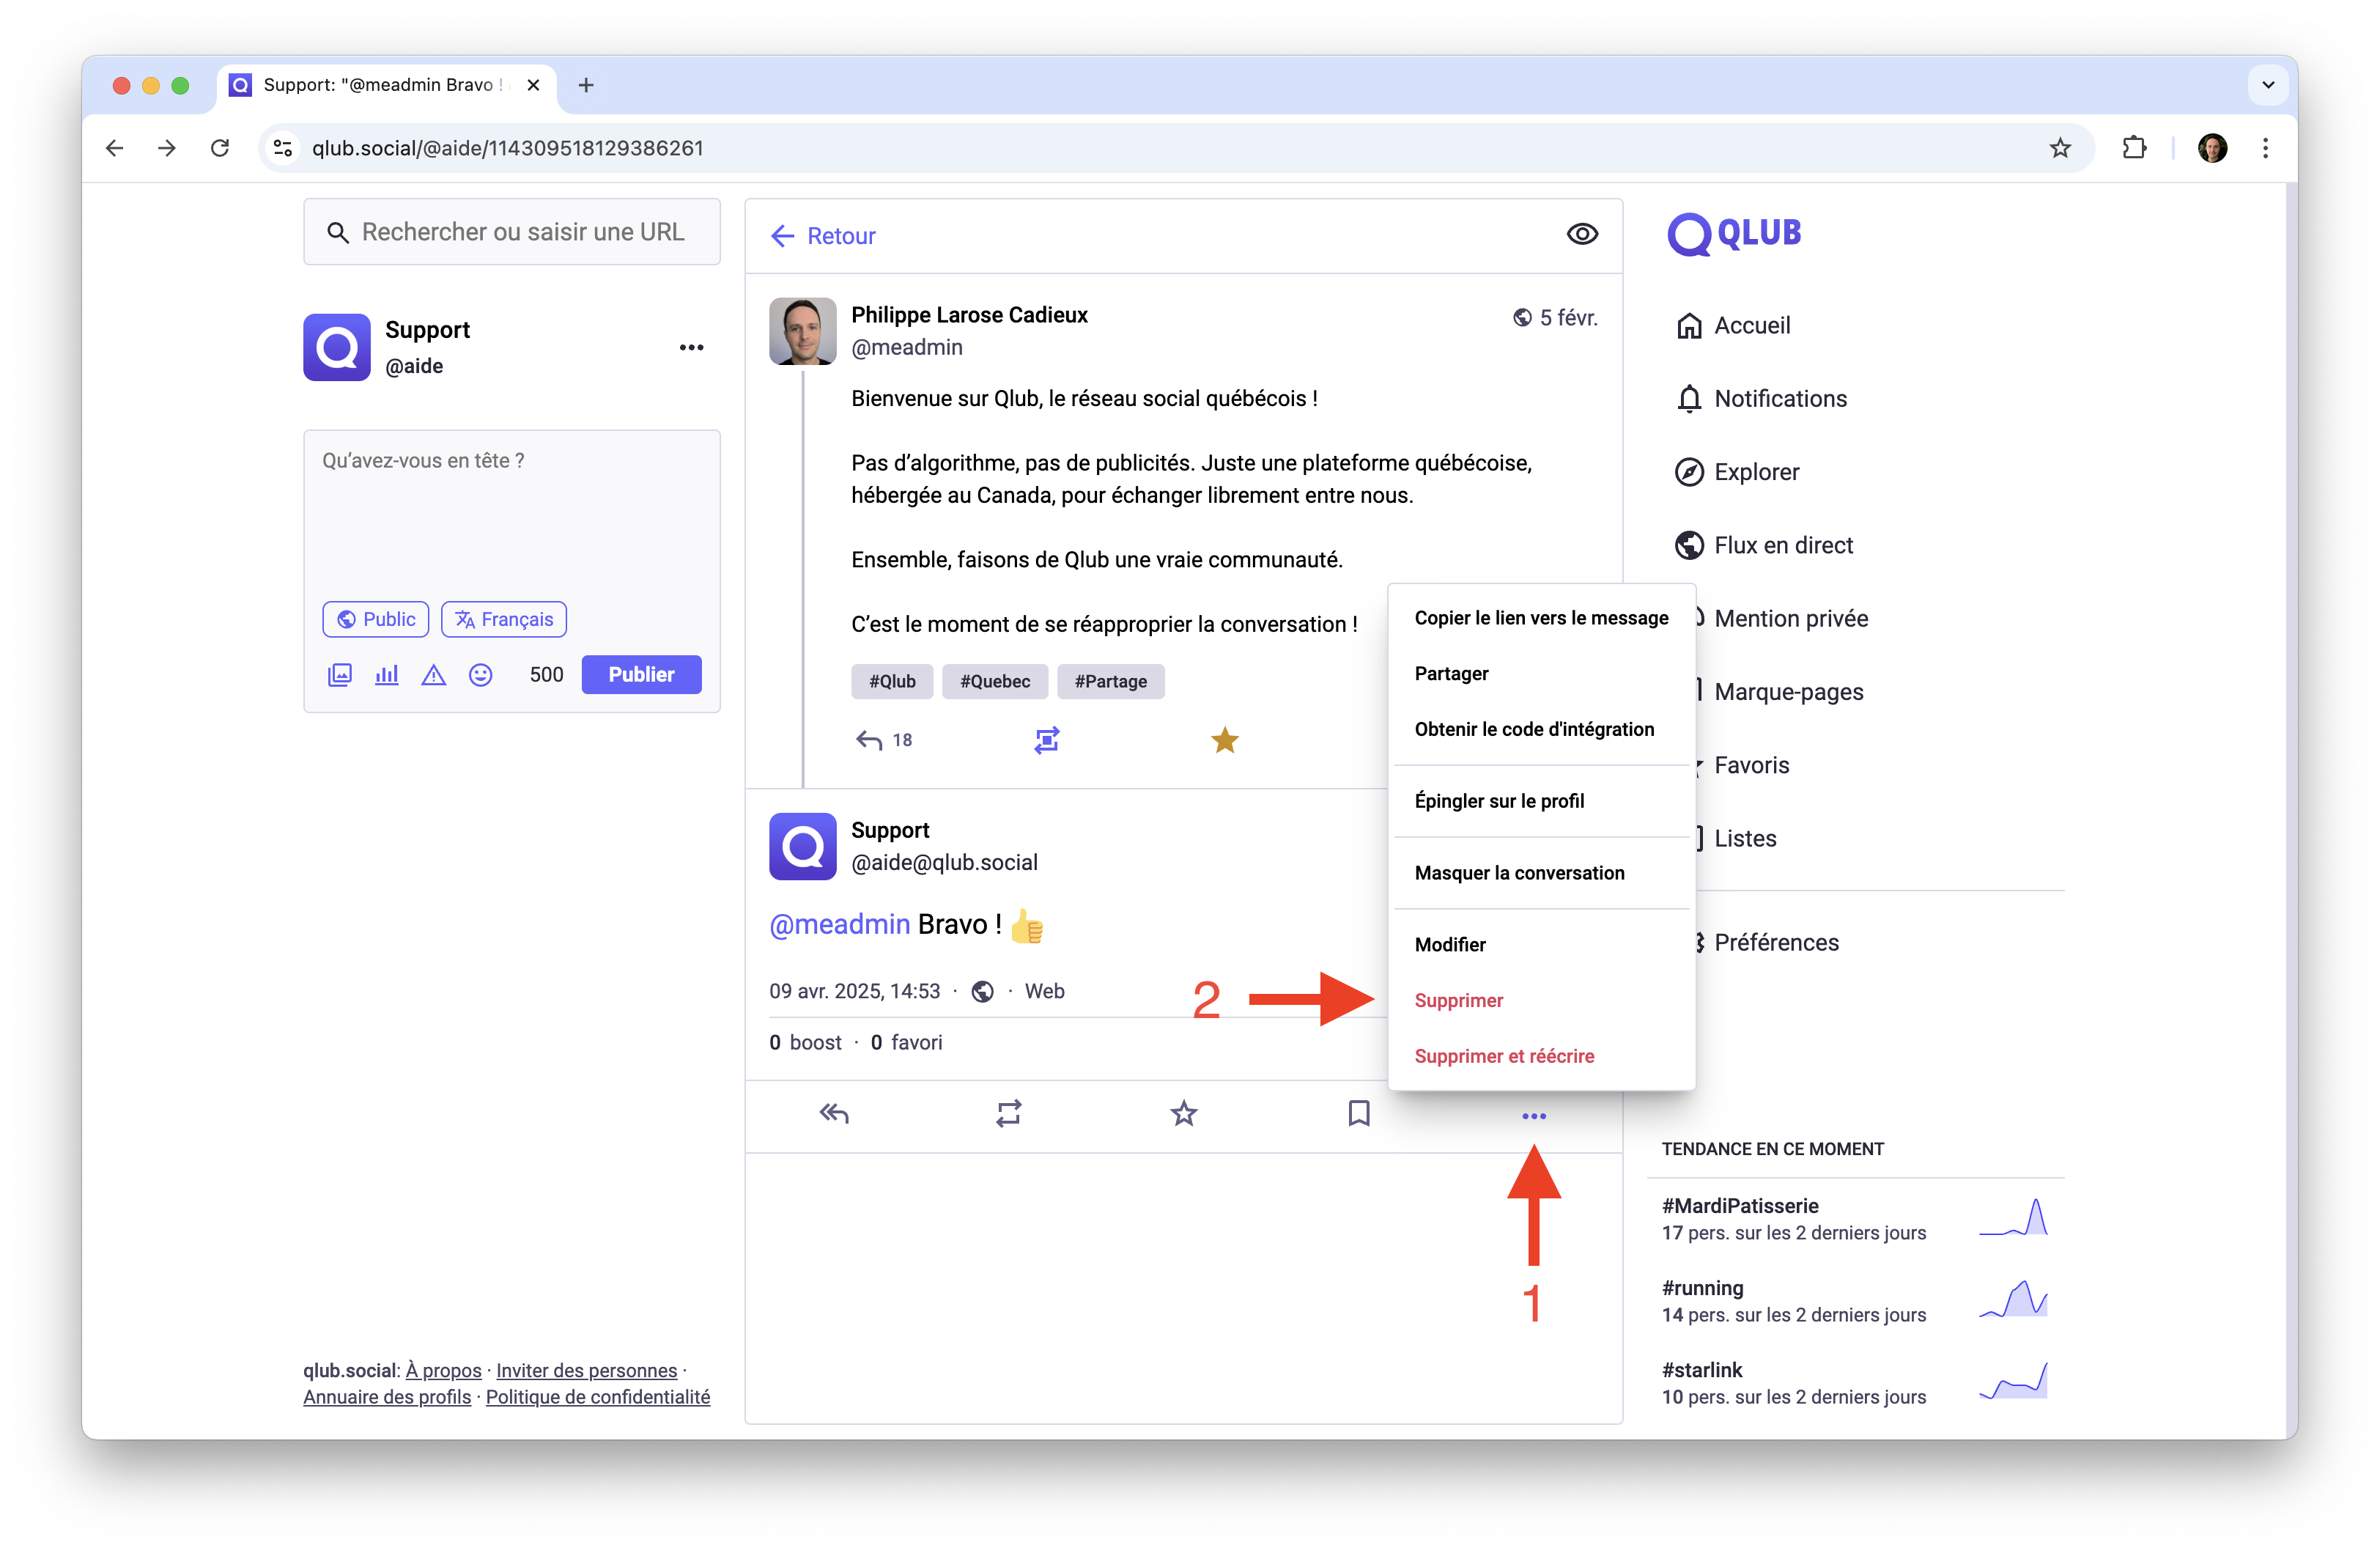 Support: "@meadmin Bravo !
qlub.social/@aide/114309518129386261
Rechercher ou saisir une URL
Support
@aide
Qu’avez-vous en tête ?
Public
Français
500
Publier
qlub.social: À propos · Inviter des personnes ·
Annuaire des profils · Politique de confidentialité
Retour
Philippe Larose Cadieux
5 févr.
@meadmin
Bienvenue sur Qlub, le réseau social québécois !
Pas d’algorithme, pas de publicités. Juste une plateforme québécoise,
hébergée au Canada, pour échanger librement entre nous.
Ensemble, faisons de Qlub une vraie communauté.
C’est le moment de se réapproprier la conversation !
#Qlub
#Quebec
#Partage
18
Support
@aide@qlub.social
@meadmin Bravo ! 👍
09 avr. 2025, 14:53 · Web
0 boost · 0 favori
Copier le lien vers le message
Partager
Obtenir le code d'intégration
Épingler sur le profil
Masquer la conversation
Modifier
Supprimer
Supprimer et réécrire
2
1
QLUB
Accueil
Notifications
Explorer
Flux en direct
Mention privée
Marque-pages
Favoris
Listes
Préférences
TENDANCE EN CE MOMENT
#MardiPatisserie
17 pers. sur les 2 derniers jours
#running
14 pers. sur les 2 derniers jours
#starlink
10 pers. sur les 2 derniers jours